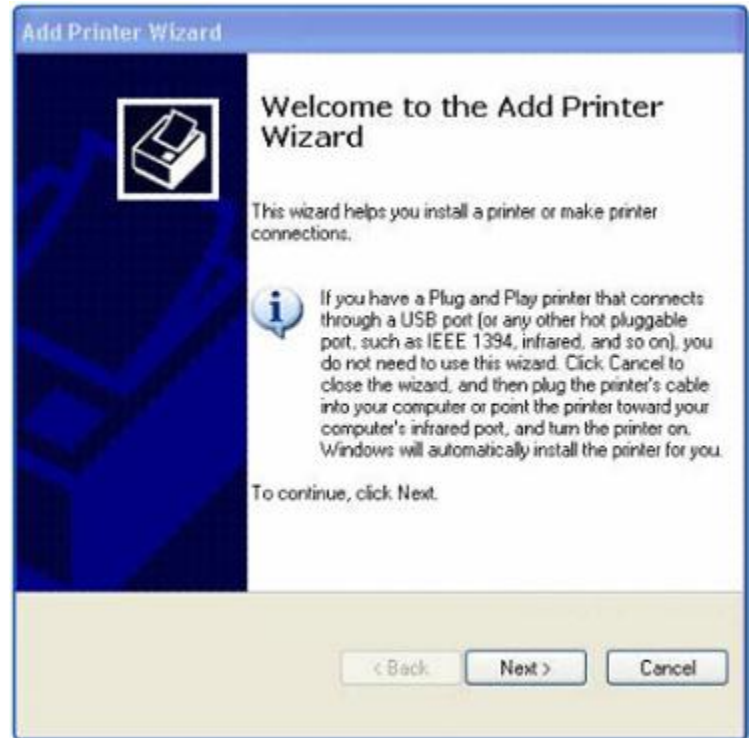 Add Printer Wizard
Welcome to the Add Printer
Wizard
This wizard helps you install a printer or make printer
connections.
If you have a Plug and Play printer that connects
through a USB port (or any other hot pluggable
port, such as IEEE 1394, infrared, and so on), you
do not need to use this wizard. Click Cancel to
close the wizard, and then plug the printer's cable
into your computer or point the printer toward your
computer's infrared port, and turn the printer on.
Windows will automatically install the printer for you.
To continue, click Next.
< Back Next > Cancel